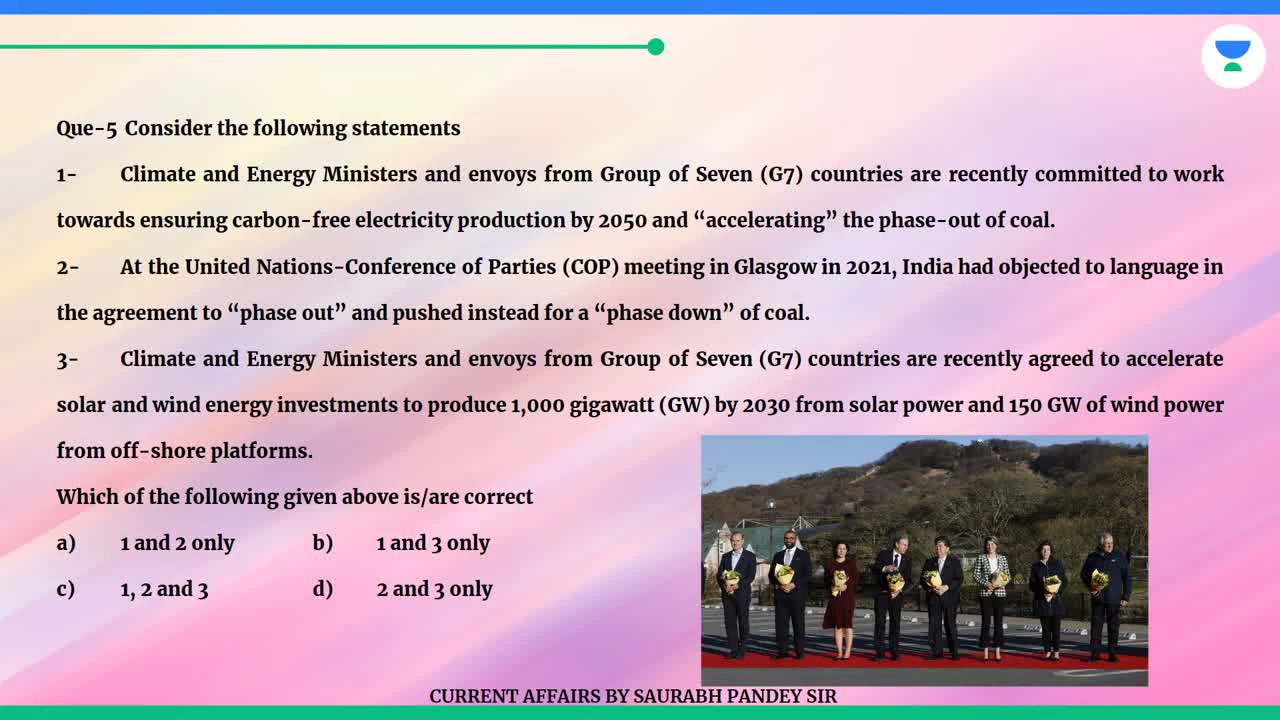 Que-5 Consider the following statements
1- Climate and Energy Ministers and envoys from Group of Seven (G7) countries are recently committed to work
towards ensuring carbon-free electricity production by 2050 and “accelerating” the phase-out of coal.
2- At the United Nations-Conference of Parties (COP) meeting in Glasgow in 2021, India had objected to language in
the agreement to “phase out” and pushed instead for a “phase down” of coal.
3- Climate and Energy Ministers and envoys from Group of Seven (G7) countries are recently agreed to accelerate
solar and wind energy investments to produce 1,000 gigawatt (GW) by 2030 from solar power and 150 GW of wind power
from off-shore platforms.
Which of the following given above is/are correct
a) 1 and 2 only b) 1 and 3 only
c) 1, 2 and 3 d) 2 and 3 only
CURRENT AFFAIRS BY SAURABH PANDEY SIR